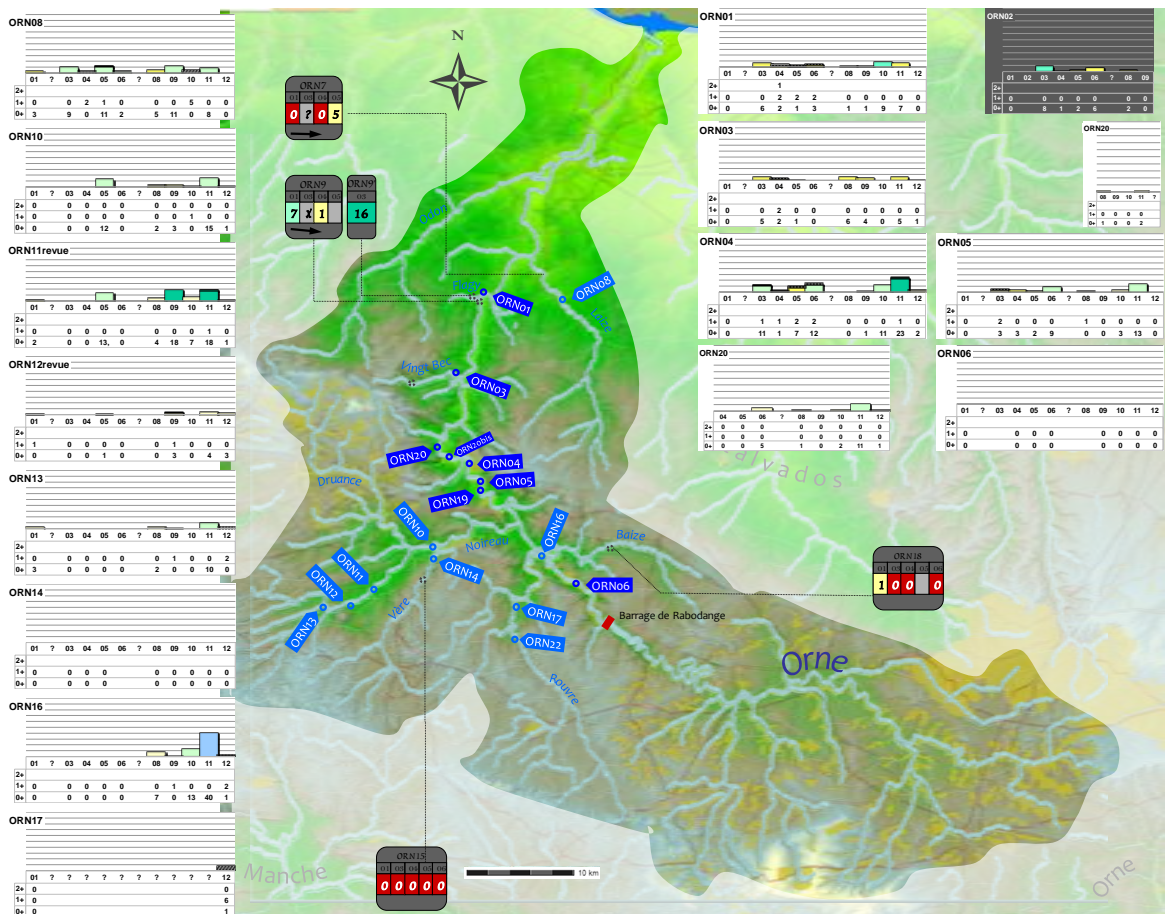 ORN08
01 ? 03 04 05 06 ? 08 09 10 11 12
2+
1+ 0 0 2 1 0 0 0 5 0 0
0+ 3 9 0 11 2 5 11 0 8 0
ORN10
01 ? 03 04 05 06 ? 08 09 10 11 12
2+ 0 0 0 0 0 0 0 0 0 0
1+ 0 0 0 0 0 0 0 1 0 0
0+ 0 0 0 12 0 2 3 0 15 1
ORN11revue
01 ? 03 04 05 06 ? 08 09 10 11 12
2+
1+ 0 0 0 0 0 0 0 0 1 0
0+ 2 0 0 13, 0 4 18 7 18 1
ORN12revue
01 ? 03 04 05 06 ? 08 09 10 11 12
2+
1+ 1 0 0 0 0 0 1 0 0 0
0+ 0 0 0 1 0 0 3 0 4 3
ORN13
01 ? 03 04 05 06 ? 08 09 10 11 12
2+
1+ 0 0 0 0 0 0 1 0 0 2
0+ 3 0 0 0 0 2 0 0 10 0
ORN14
01 ? 03 04 05 06 ? 08 09 10 11 12
2+
1+ 0 0 0 0 0 0 0 0 0
0+ 0 0 0 0 0 0 0 0 0
ORN16
01 ? 03 04 05 06 ? 08 09 10 11 12
2+
1+ 0 0 0 0 0 0 1 0 0 2
0+ 0 0 0 0 0 7 0 13 40 1
ORN17
01 ? ? ? ? ? ? ? ? ? ? 12
2+ 0 0
1+ 0 6
0+ 0 1
N
ORN7
01 03 04 05
0 ? 0 5
ORN9
7 1
ORN9'
16
Odon
Flagy
ORN01
ORN08
Laize
Vingt Bec
ORN03
ORN20
ORN20bis
ORN04
ORN05
ORN19
Druance
ORN10
Noireau
ORN16
Baize
ORN11
ORN14
ORN12
ORN06
Vère
ORN13
ORN17
ORN22
Barrage de Rabodange
Rouvre
Orne
ORN18
1 0 0 0
ORN15
0 0 0 0 0
10 km
Manche
Calvados
Orne
ORN01
01 ? 03 04 05 06 ? 08 09 10 11 12
2+ 1
1+ 0 0 2 2 2 0 0 0 0 0
0+ 0 6 2 1 3 1 1 9 7 0
ORN02
01 02 03 04 05 06 ? 08 09
2+
1+ 0 0 0 0 0 0 0
0+ 0 8 1 2 6 2 0
ORN03
01 ? 03 04 05 06 ? 08 09 10 11 12
2+
1+ 0 0 2 0 0 0 0 0 0 0
0+ 0 5 2 1 0 6 4 0 5 1
ORN20
08 09 10 11 ?
2+
1+ 0 0 0 0
0+ 1 0 0 2
ORN04
01 ? 03 04 05 06 ? 08 09 10 11 12
2+
1+ 0 1 1 2 2 0 0 1 1 0
0+ 0 11 1 7 12 0 1 11 23 2
ORN05
01 ? 03 04 05 06 ? 08 09 10 11 12
2+
1+ 0 2 0 0 0 1 0 0 0 0
0+ 0 3 3 2 9 0 0 3 13 0
ORN20
04 05 06 ? 08 09 10 11 12
2+ 0 0 0 0 0 0 0 0
1+ 0 0 0 0 0 0 0 0
0+ 0 0 5 1 0 2 11 1
ORN06
01 ? 03 04 05 06 ? 08 09 10 11 12
2+
1+ 0 0 0 0 0 0 0 0 0
0+ 0 0 0 0 0 0 0 0 0